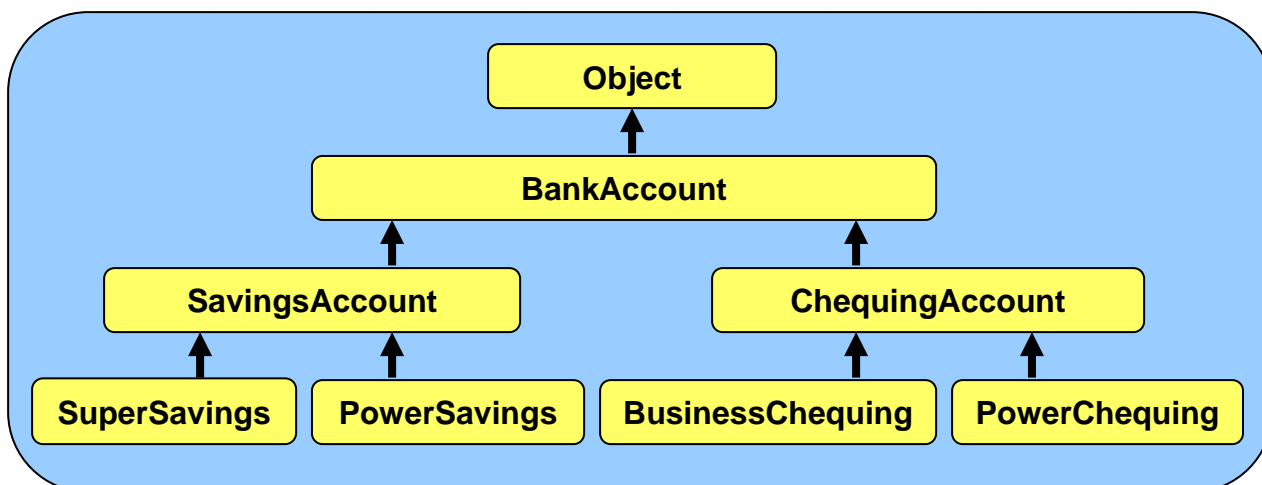 Object
BankAccount
SavingsAccount
ChequingAccount
SuperSavings
PowerSavings
BusinessChequing
PowerChequing